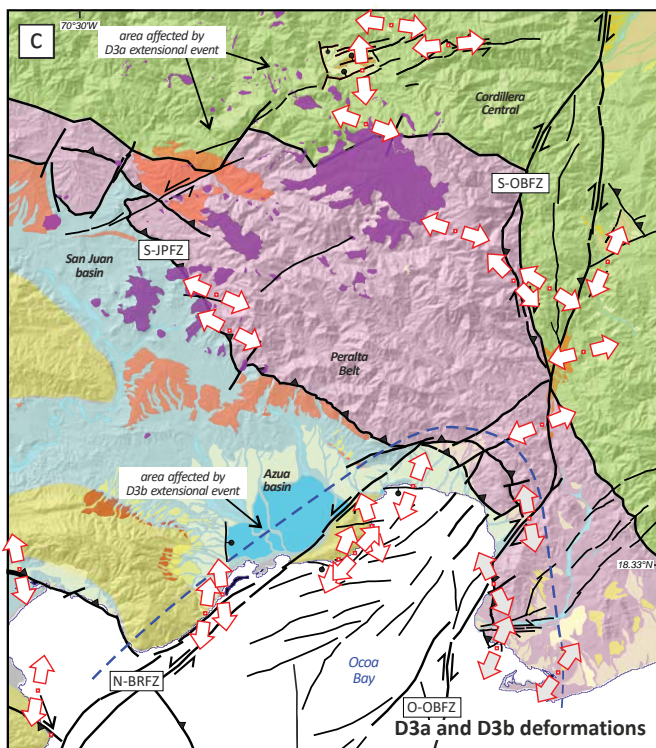 70°30'W
C
area affected by
D3a extensional event
Cordillera
Central
S-OBFZ
San Juan
basin
S-JPFZ
Peralta
Belt
area affected by
D3b extensional event
Azua
basin
18.33°N
Ocoa
Bay
N-BRFZ
O-OBFZ
D3a and D3b deformations